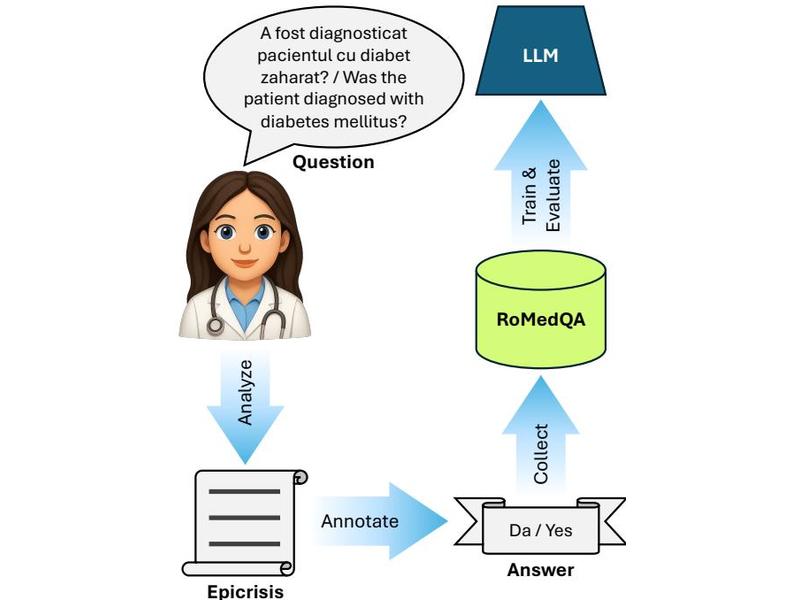 A fost diagnosticat
pacientul cu diabet
zaharat? / Was the
patient diagnosed with
diabetes mellitus?
Question
Analyze
Epicrisis
Annotate
Da / Yes
Answer
Collect
RoMedQA
Train &
Evaluate
LLM